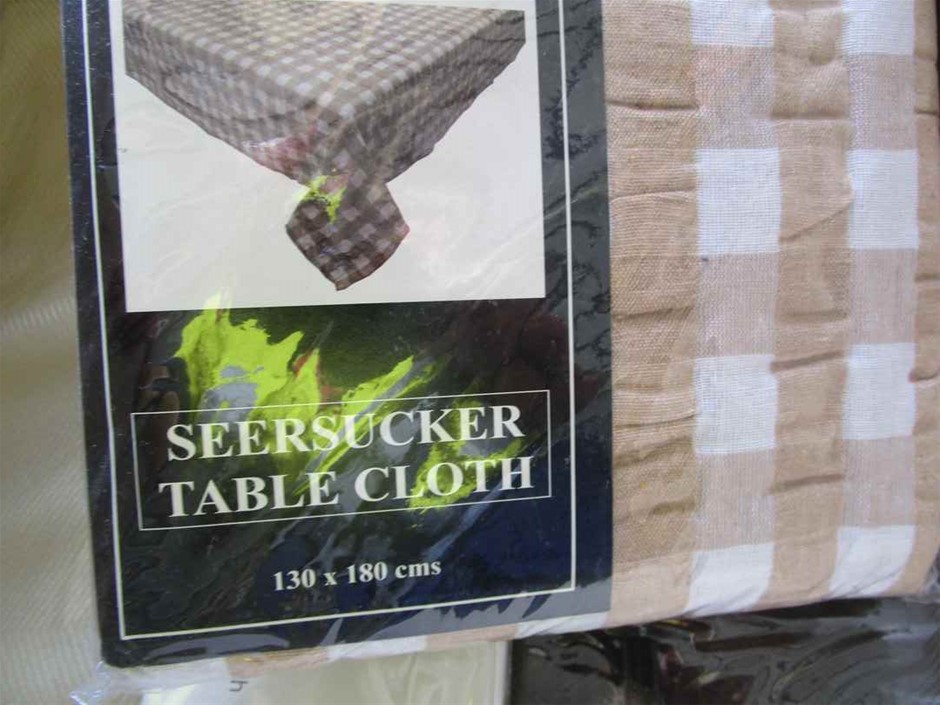 SEERSUCKER
TABLE CLOTH
130 x 180 cms